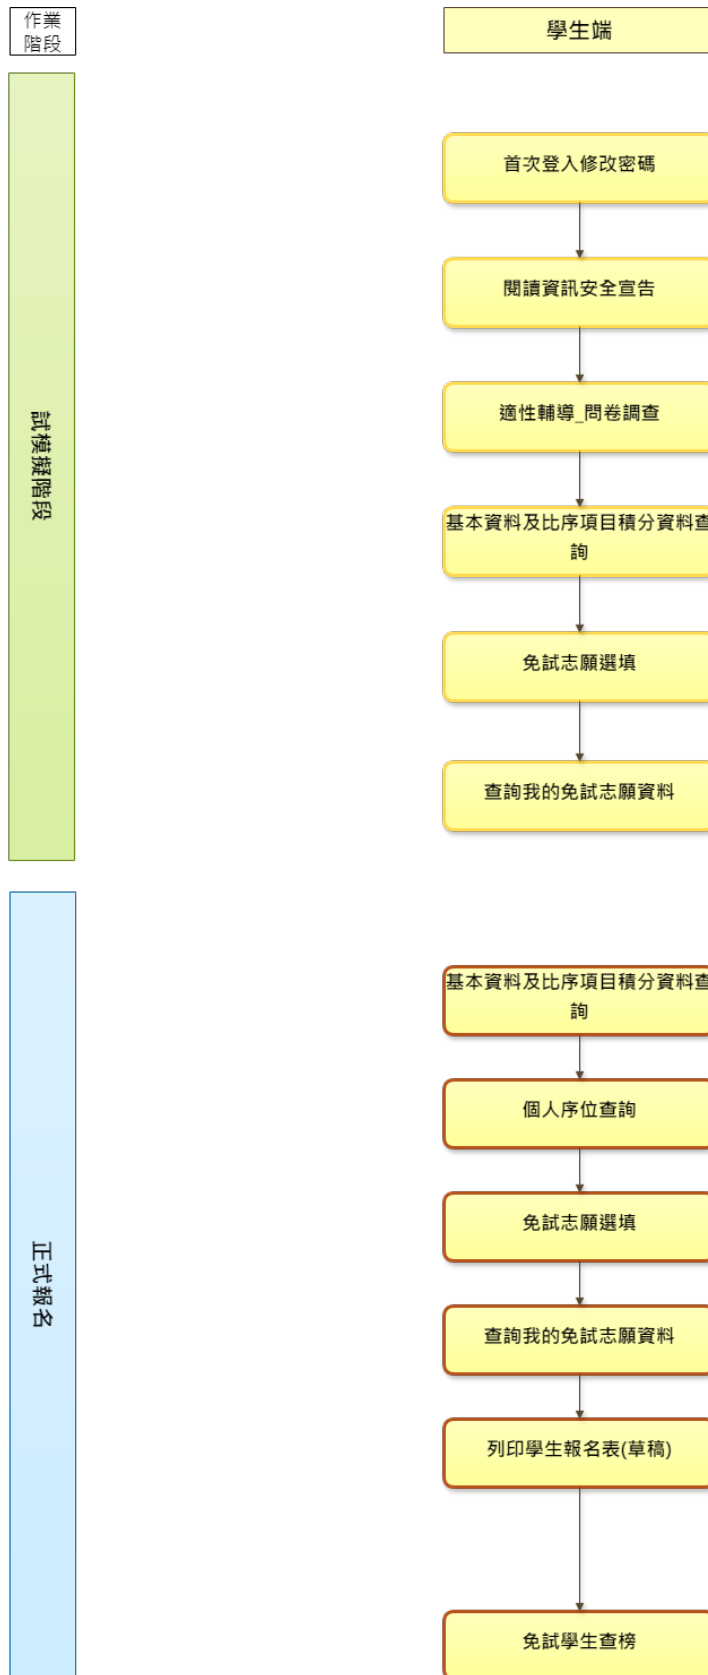 作業
階段
學生端
試模擬階段
首次登入修改密碼
閱讀資訊安全宣告
適性輔導_問卷調查
基本資料及比序項目積分資料查
詢
免試志願選填
查詢我的免試志願資料
正式報名
基本資料及比序項目積分資料查
詢
個人序位查詢
免試志願選填
查詢我的免試志願資料
列印學生報名表(草稿)
免試學生查榜